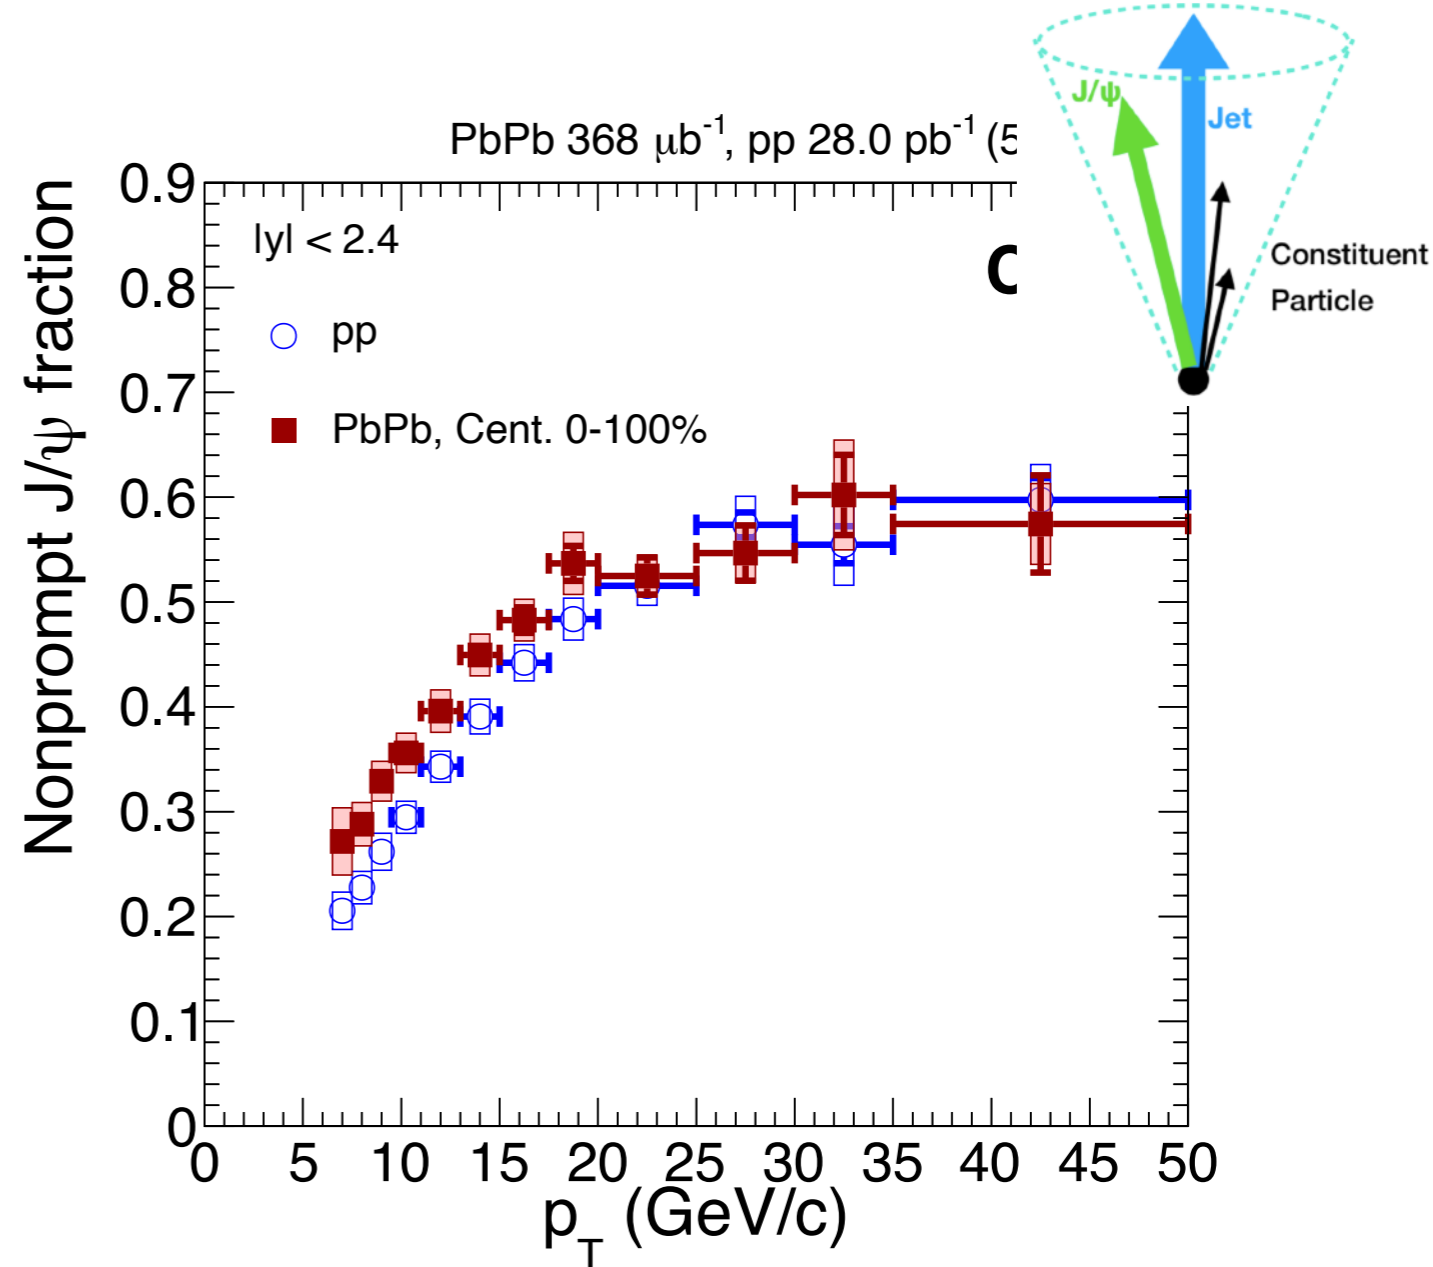 PbPb 368 μb⁻¹, pp 28.0 pb⁻¹ (5
|y| < 2.4
pp
PbPb, Cent. 0-100%
C
J/ψ
Jet
Constituent
Particle
Nonprompt J/ψ fraction
0.9
0.8
0.7
0.6
0.5
0.4
0.3
0.2
0.1
0
0 5 10 15 20 25 30 35 40 45 50
p_T (GeV/c)